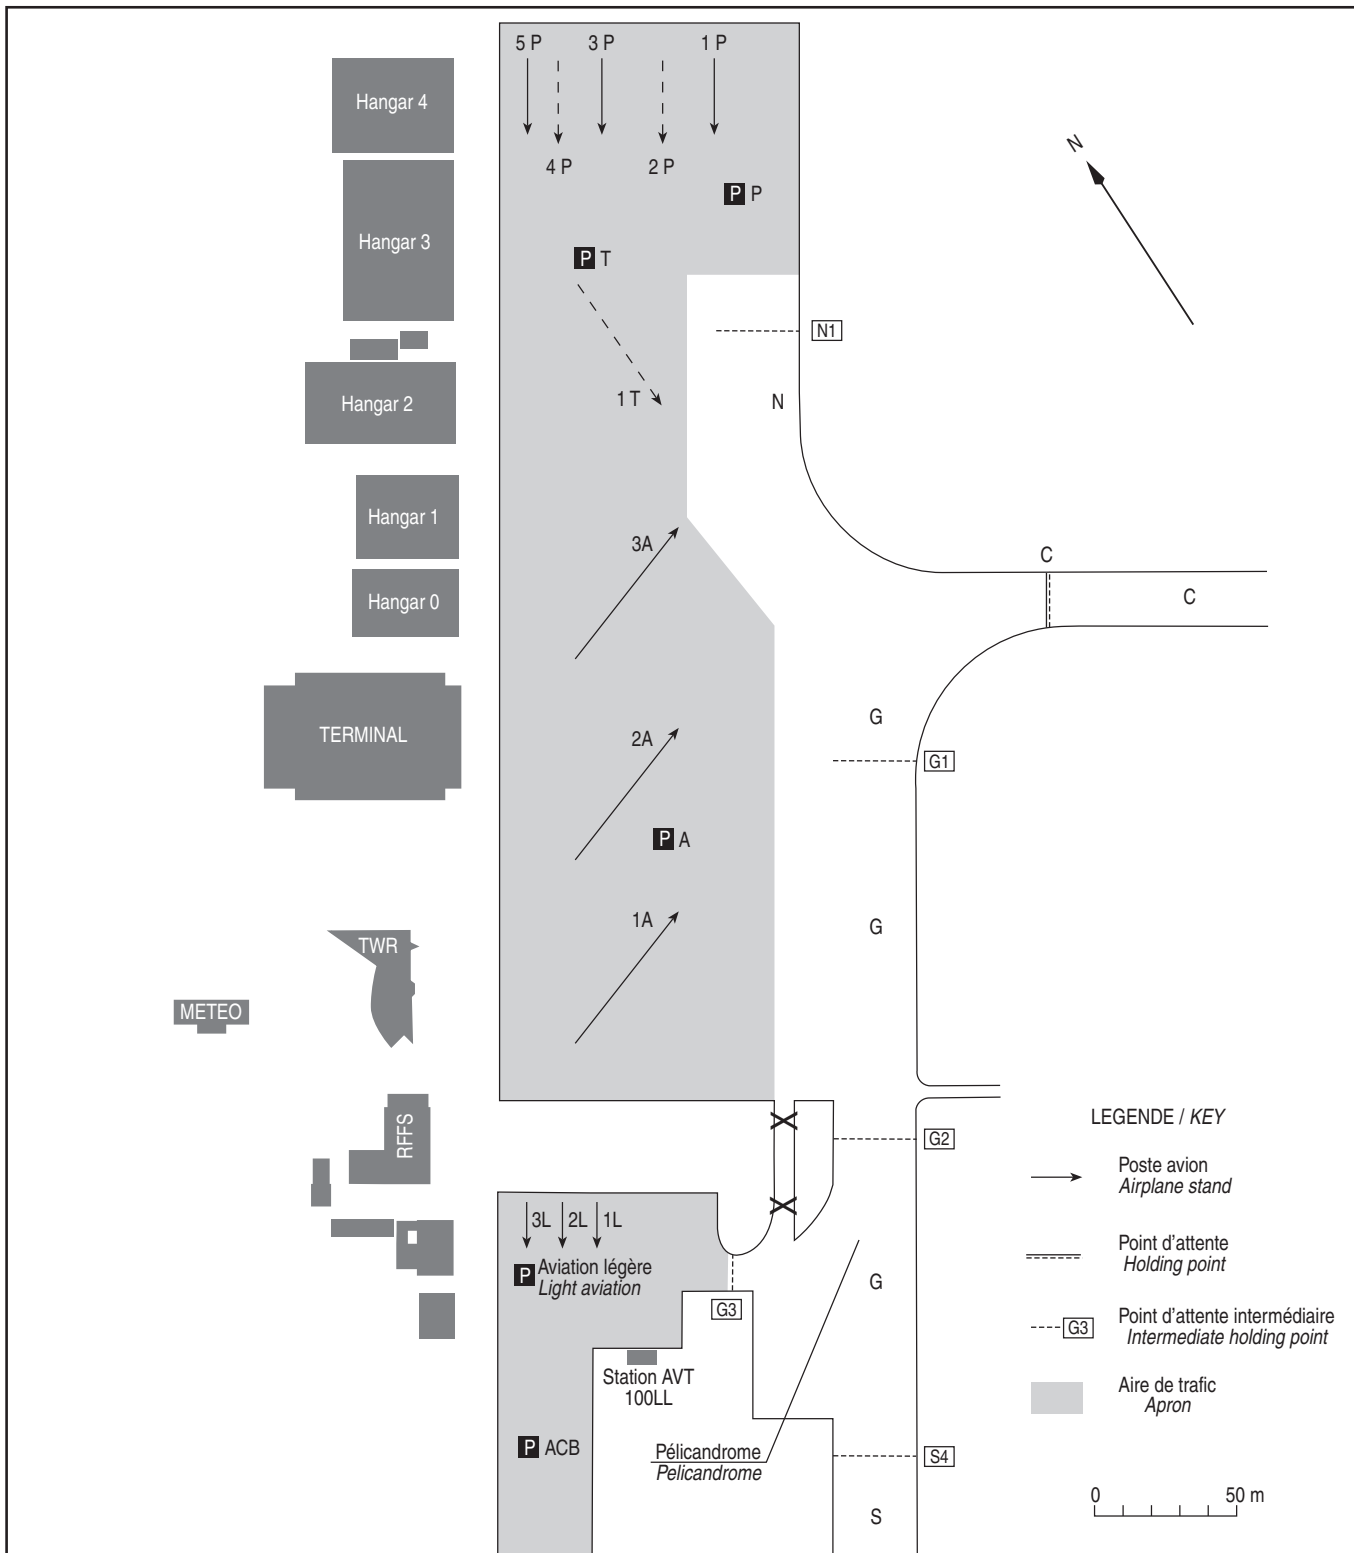 5 P
3 P
1 P
4 P
2 P
P P
P T
1 T
Hangar 4
Hangar 3
Hangar 2
Hangar 1
Hangar 0
TERMINAL
TWR
METEO
RFFS
N
N1
N
C
C
3A
G
G1
2A
P A
1A
G
G2
3L
2L
1L
P Aviation légère
Light aviation
G3
G
Station AVT
100LL
P ACB
Pélicandrome
Pelicandrome
S4
S
LEGENDE / KEY
Poste avion
Airplane stand
Point d'attente
Holding point
G3
Point d'attente intermédiaire
Intermediate holding point
Aire de trafic
Apron
0
50 m